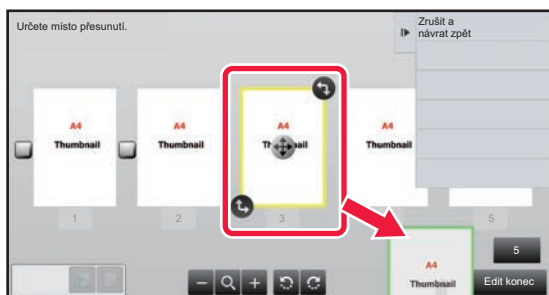 Určete místo přesunutí.
Zrušit a
návrat zpět
A4
Thumbnail
A4
Thumbnail
A4
Thumbnail
A4
Thumbnail
1
2
3
5
5
A4
Thumbnail
Edit konec